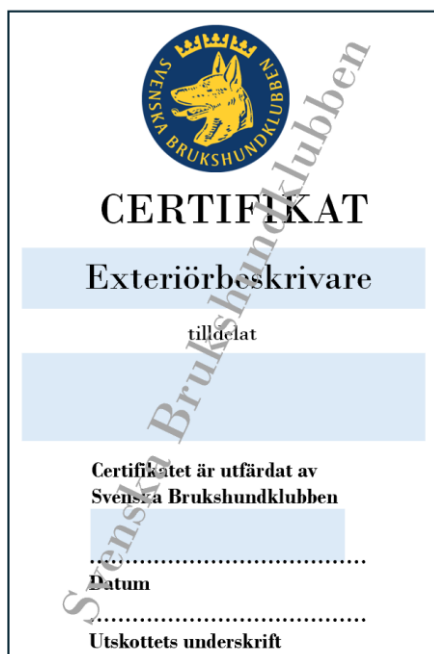 SVENSKA BRUKSHUNDKLUBBEN
CERTIFIKAT
Exteriörbeskrivare
tilldelat
Certifikatet är utfärdat av
Svenska Brukshundklubben
Datum
Utskottets underskrift
Svenska Brukshundklubben